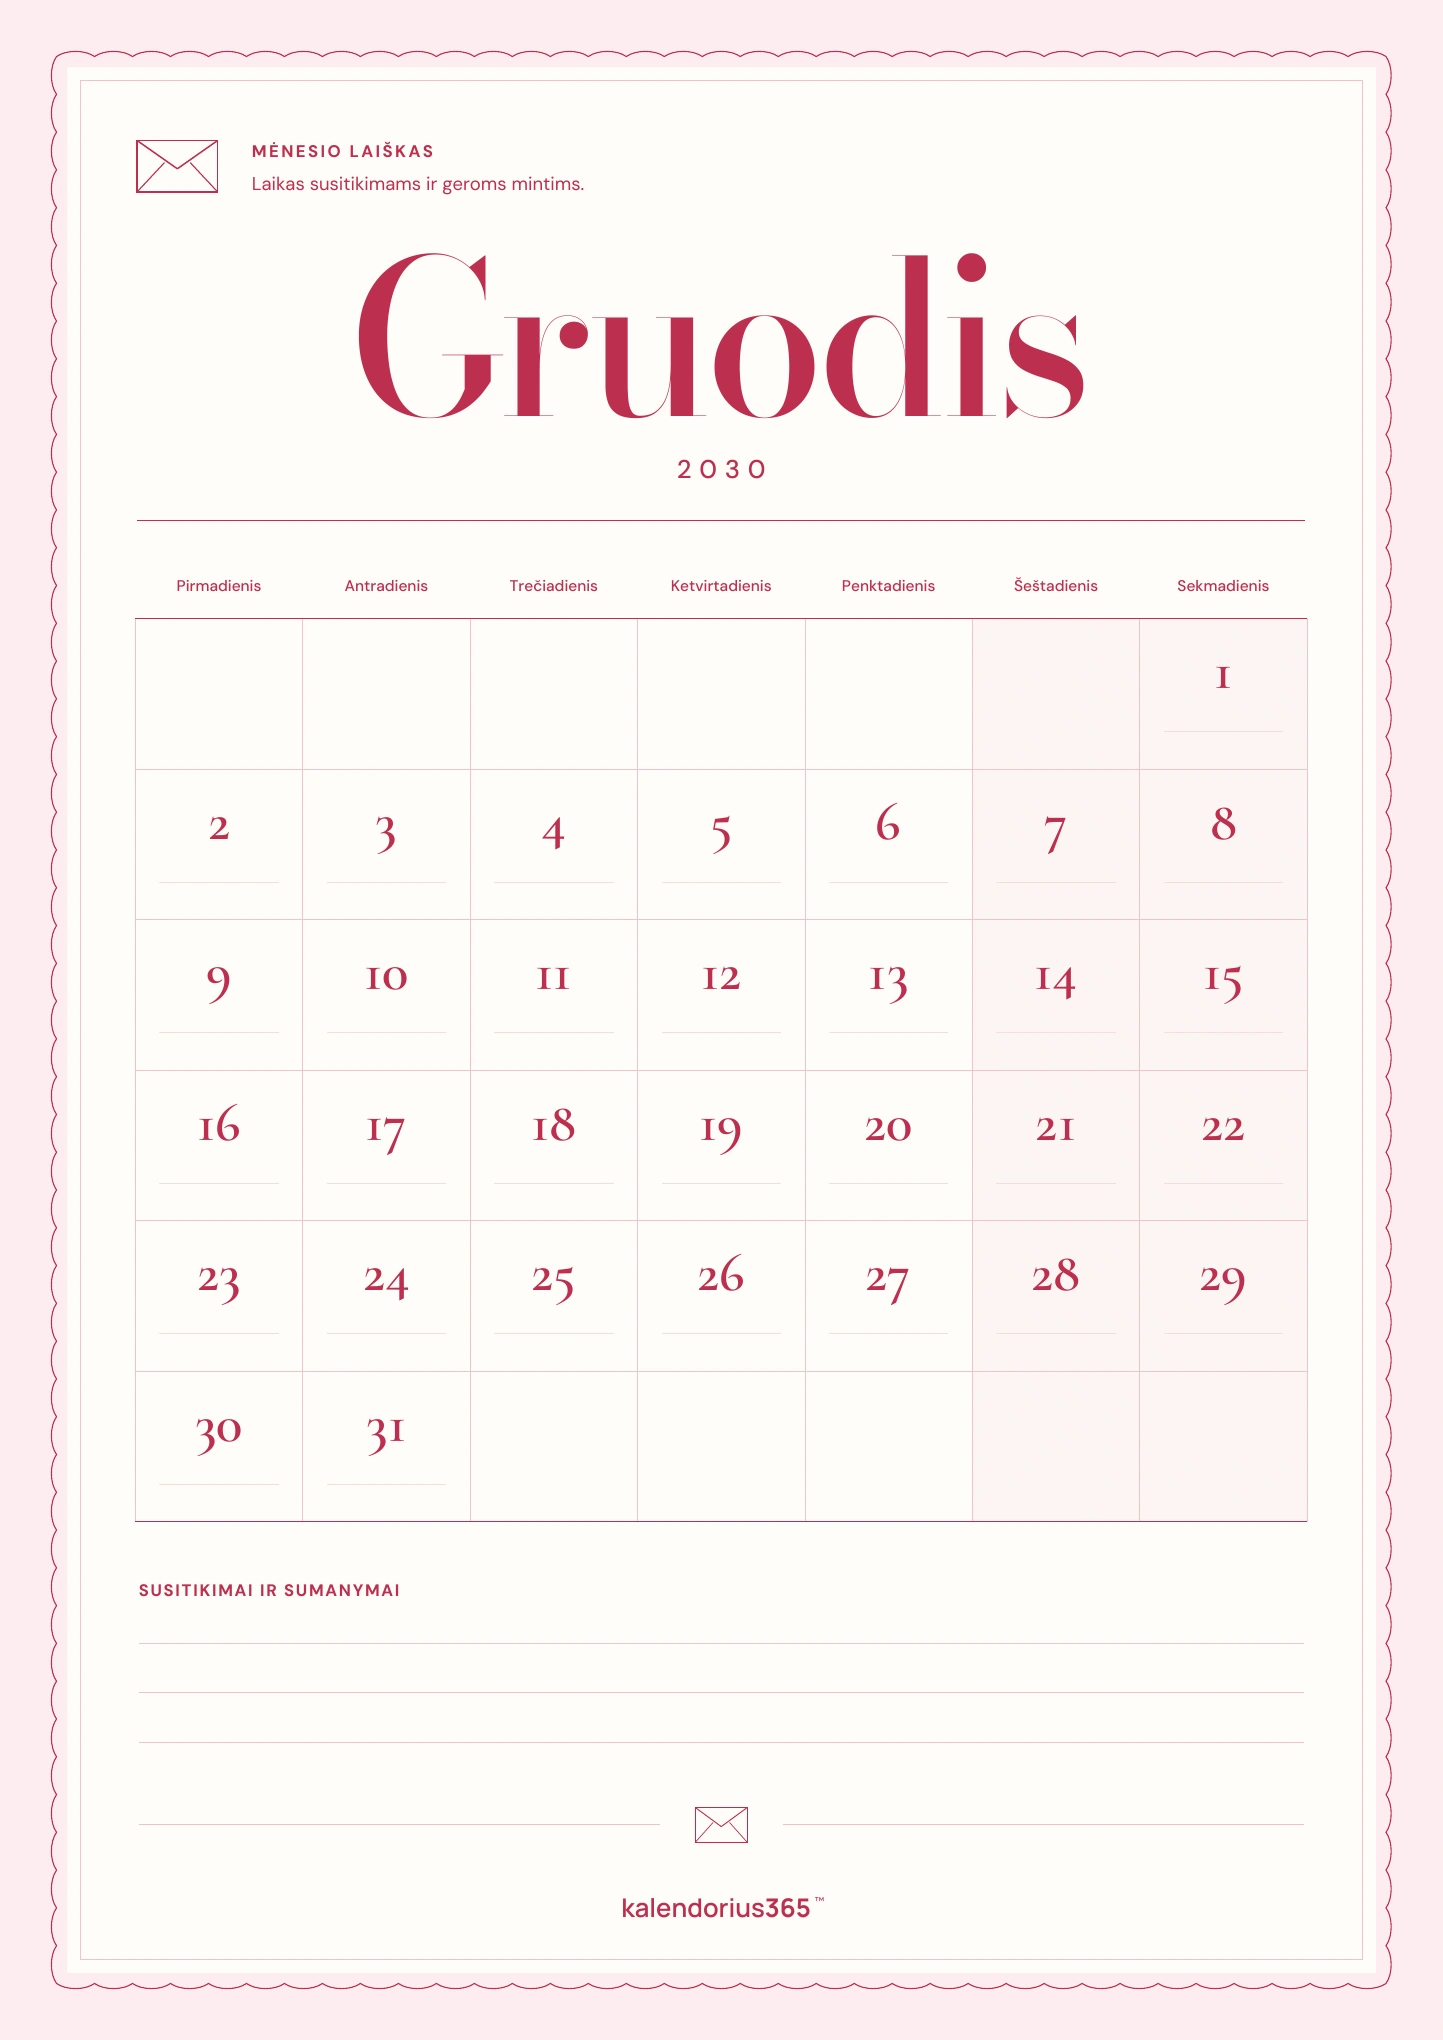 MĖNESIO LAIŠKAS
Laikas susitikimams ir geroms mintims.
Gruodis
2030
Pirmadienis Antradienis Trečiadienis Ketvirtadienis Penktadienis Šeštadienis Sekmadienis
1
2 3 4 5 6 7 8
9 10 11 12 13 14 15
16 17 18 19 20 21 22
23 24 25 26 27 28 29
30 31
SUSITIKIMAI IR SUMANYMAI
kalendorius365™